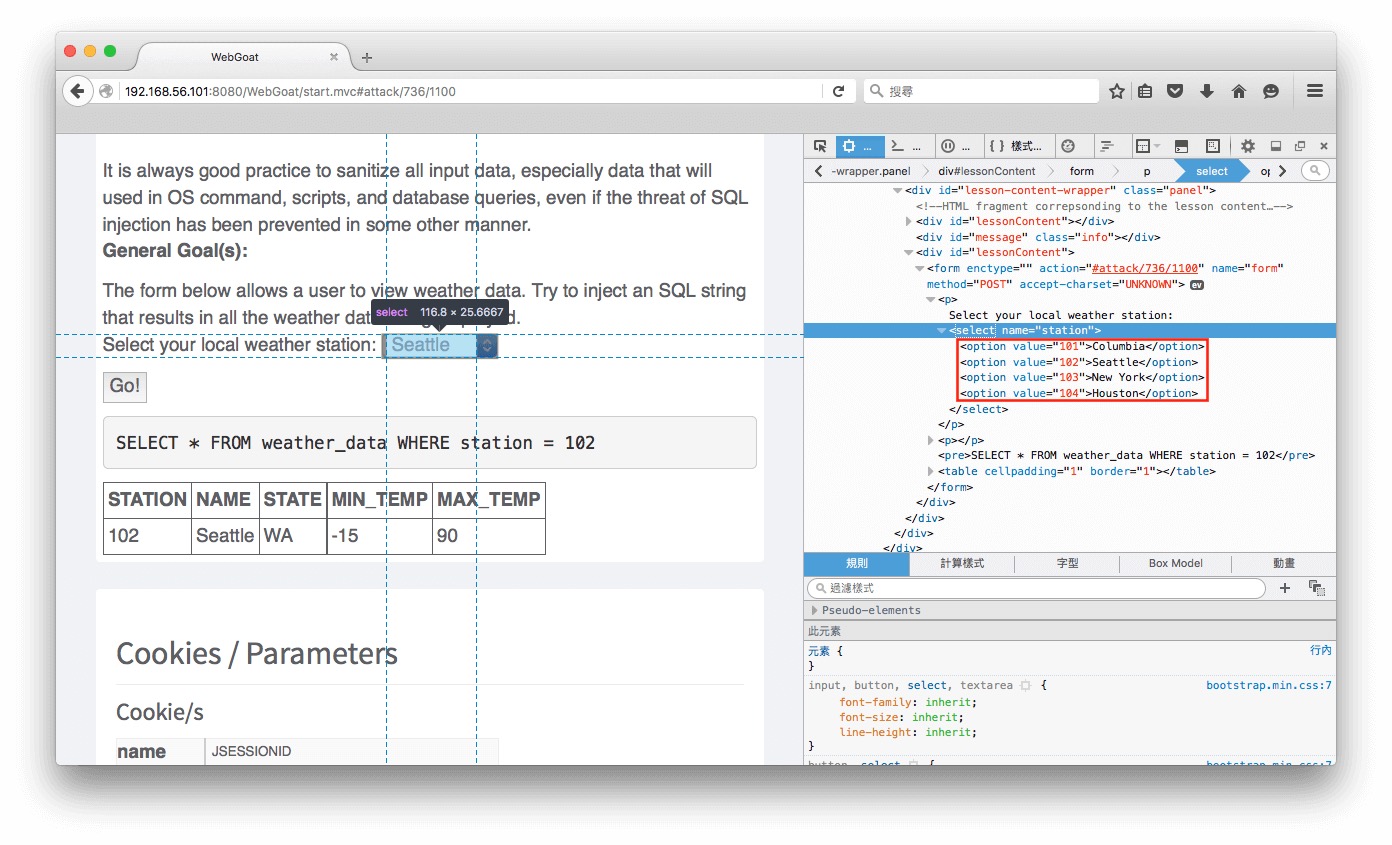 WebGoat
192.168.56.101:8080/WebGoat/start.mvc#attack/736/1100
搜尋
It is always good practice to sanitize all input data, especially data that will
used in OS command, scripts, and database queries, even if the threat of SQL
injection has been prevented in some other manner.
General Goal(s):
The form below allows a user to view weather data. Try to inject an SQL string
that results in all the weather dat
select 116.8 × 25.6667
Select your local weather station: Seattle
Go!
SELECT * FROM weather_data WHERE station = 102
STATION NAME STATE MIN_TEMP MAX_TEMP
102 Seattle WA -15 90
Cookies / Parameters
Cookie/s
name JSESSIONID
... ... ... { } 樣式...
-wrapper.panel div#lessonContent form p select
<div id="lesson-content-wrapper" class="panel">
<!--HTML fragment correpsonding to the lesson content…-->
<div id="lessonContent"></div>
<div id="message" class="info"></div>
<div id="lessonContent">
<form enctype="" action="#attack/736/1100" name="form"
method="POST" accept-charset="UNKNOWN"> ev
<p>
Select your local weather station:
<select name="station">
<option value="101">Columbia</option>
<option value="102">Seattle</option>
<option value="103">New York</option>
<option value="104">Houston</option>
</select>
</p>
<p></p>
<pre>SELECT * FROM weather_data WHERE station = 102</pre>
<table cellpadding="1" border="1"></table>
</form>
</div>
</div>
</div>
</div>
規則 計算樣式 字型 Box Model 動畫
過濾樣式
Pseudo-elements
此元素
元素 { 行內
}
input, button, select, textarea { bootstrap.min.css:7
font-family: inherit;
font-size: inherit;
line-height: inherit;
}
button, select { bootstrap.min.css:7